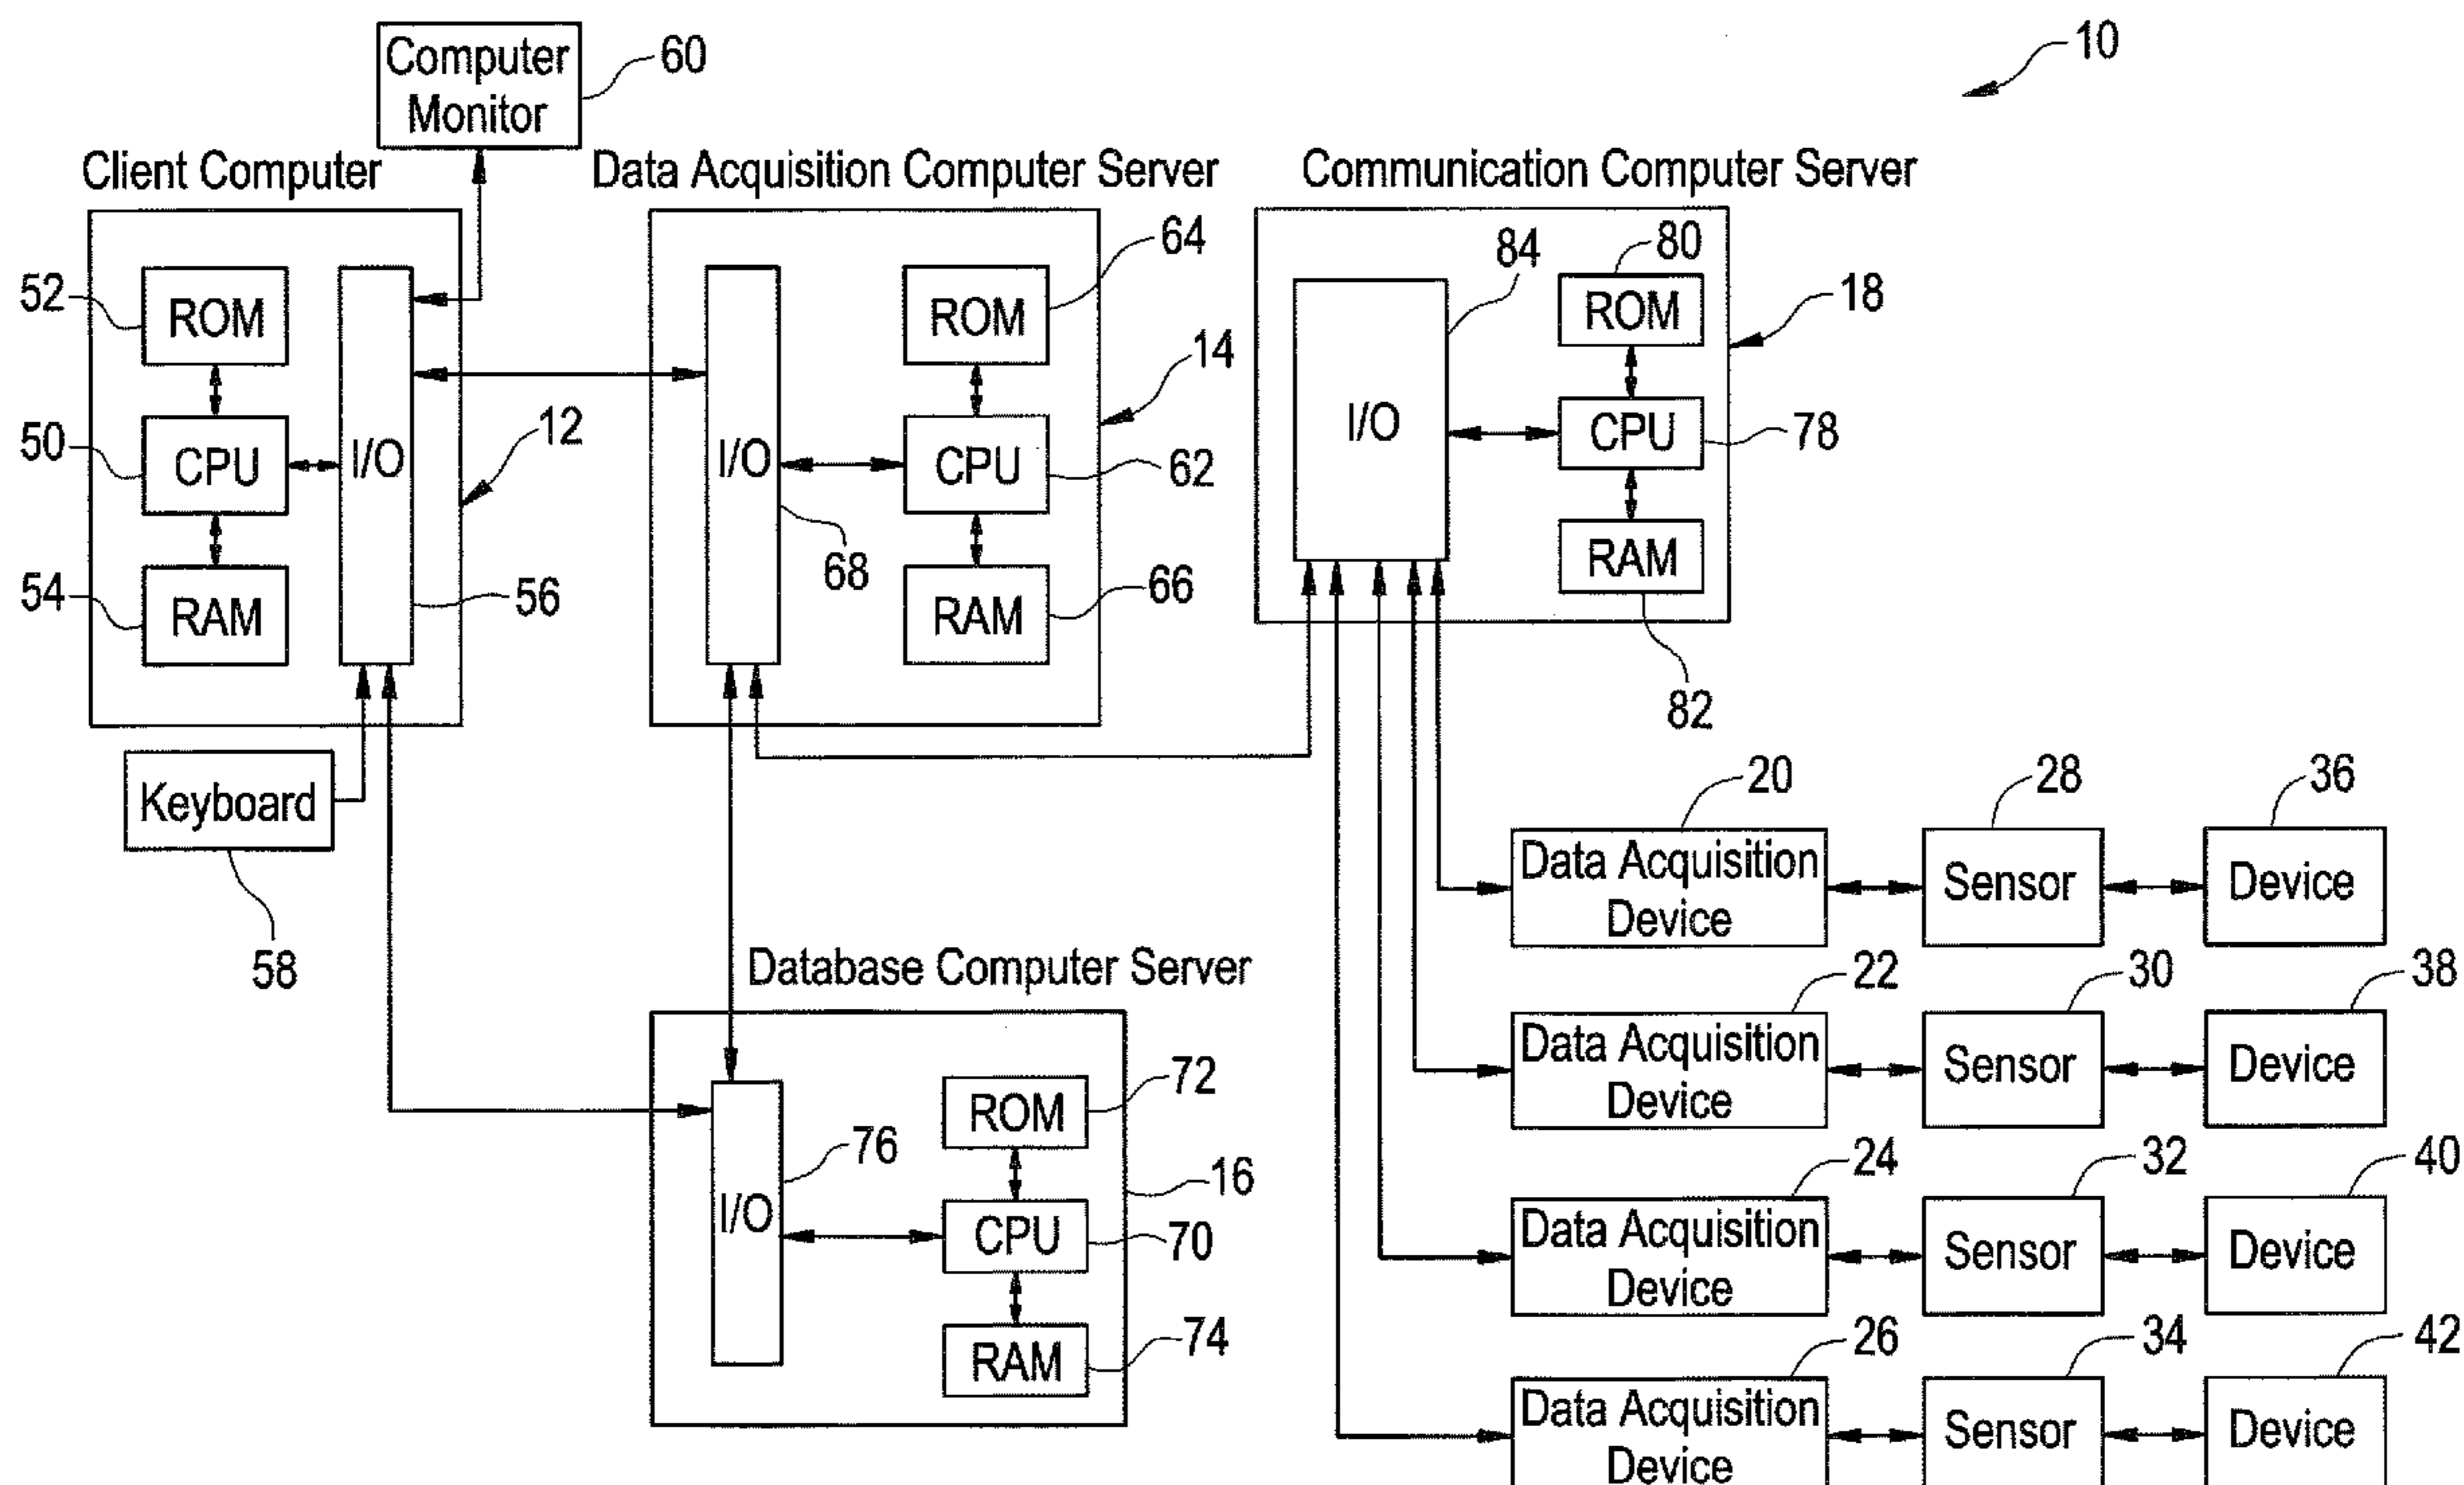 Computer
Monitor
60
10
Client Computer
Data Acquisition Computer Server
Communication Computer Server
52
ROM
50
CPU
54
RAM
I/O
12
56
Keyboard
58
I/O
68
ROM
64
14
CPU
62
RAM
66
I/O
84
80
ROM
18
CPU
78
RAM
82
Database Computer Server
I/O
76
ROM
72
16
CPU
70
RAM
74
20
28
36
Data Acquisition
Device
Sensor
Device
22
30
38
Data Acquisition
Device
Sensor
Device
24
32
40
Data Acquisition
Device
Sensor
Device
26
34
42
Data Acquisition
Device
Sensor
Device